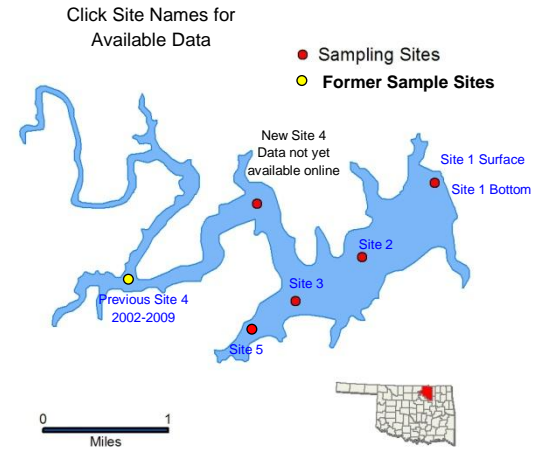 Click Site Names for
Available Data
Sampling Sites
Former Sample Sites
New Site 4
Data not yet
available online
Site 1 Surface
Site 1 Bottom
Site 2
Site 3
Previous Site 4
2002-2009
Site 5
0 1
Miles